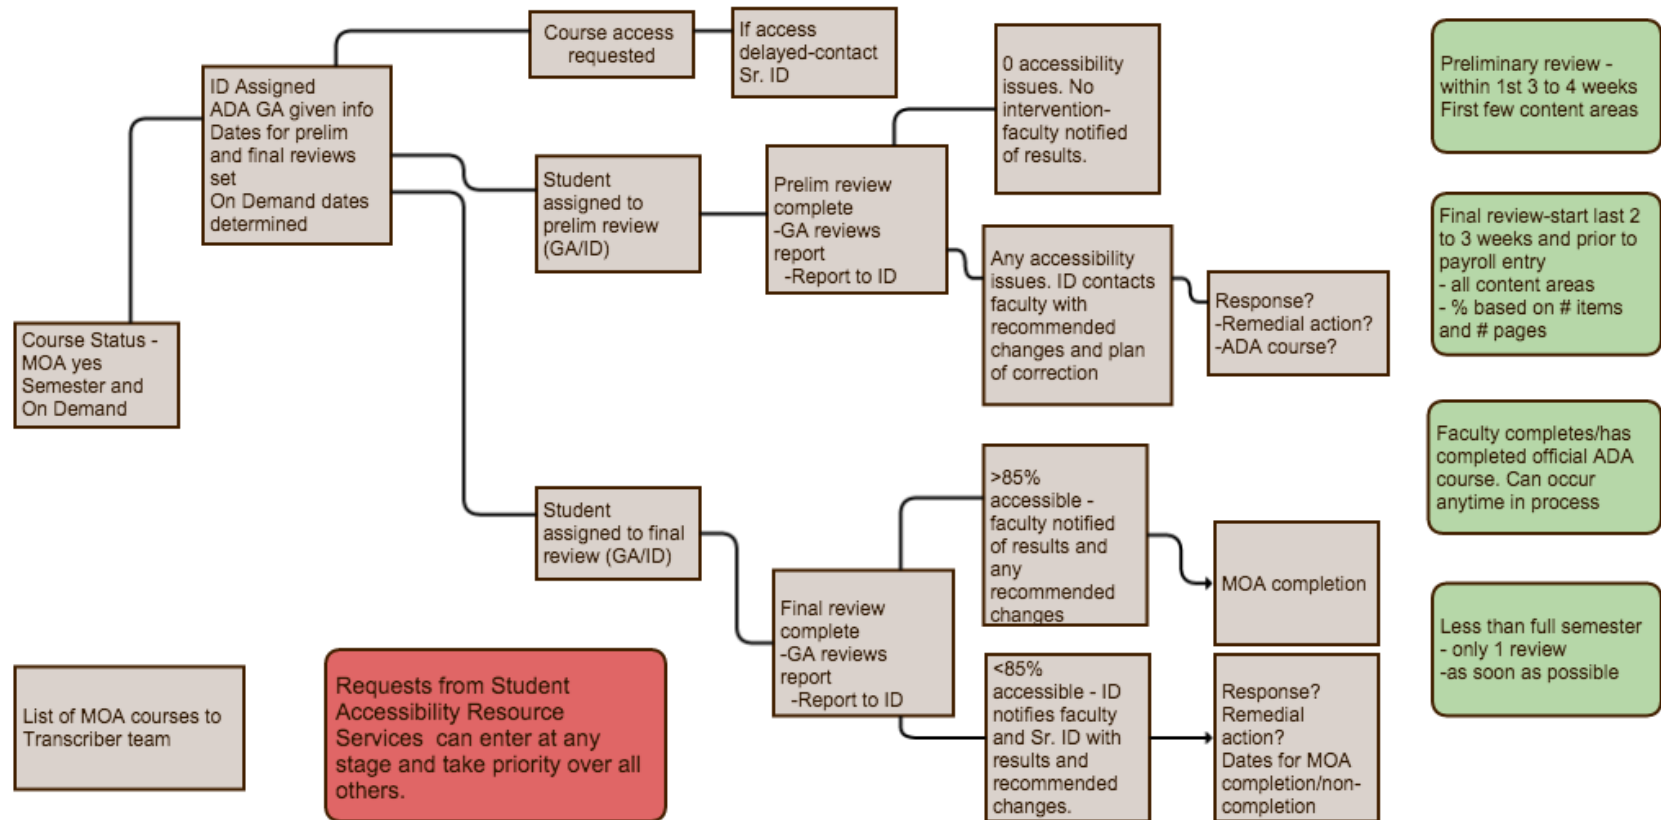 Course access
requested
If access
delayed-contact
Sr. ID
ID Assigned
ADA GA given info
Dates for prelim
and final reviews
set
On Demand dates
determined
0 accessibility
issues. No
intervention-
faculty notified
of results.
Preliminary review -
within 1st 3 to 4 weeks
First few content areas
Student
assigned to
prelim review
(GA/ID)
Prelim review
complete
-GA reviews
report
-Report to ID
Any accessibility
issues. ID contacts
faculty with
recommended
changes and plan
of correction
Response?
-Remedial action?
-ADA course?
Final review-start last 2
to 3 weeks and prior to
payroll entry
- all content areas
- % based on # items
and # pages
Course Status -
MOA yes
Semester and
On Demand
Faculty completes/has
completed official ADA
course. Can occur
anytime in process
Student
assigned to final
review (GA/ID)
>85%
accessible -
faculty notified
of results and
any
recommended
changes
MOA completion
Final review
complete
-GA reviews
report
-Report to ID
Less than full semester
- only 1 review
-as soon as possible
List of MOA courses to
Transcriber team
Requests from Student
Accessibility Resource
Services can enter at any
stage and take priority over all
others.
<85%
accessible - ID
notifies faculty
and Sr. ID with
results and
recommended
changes.
Response?
Remedial
action?
Dates for MOA
completion/non-
completion